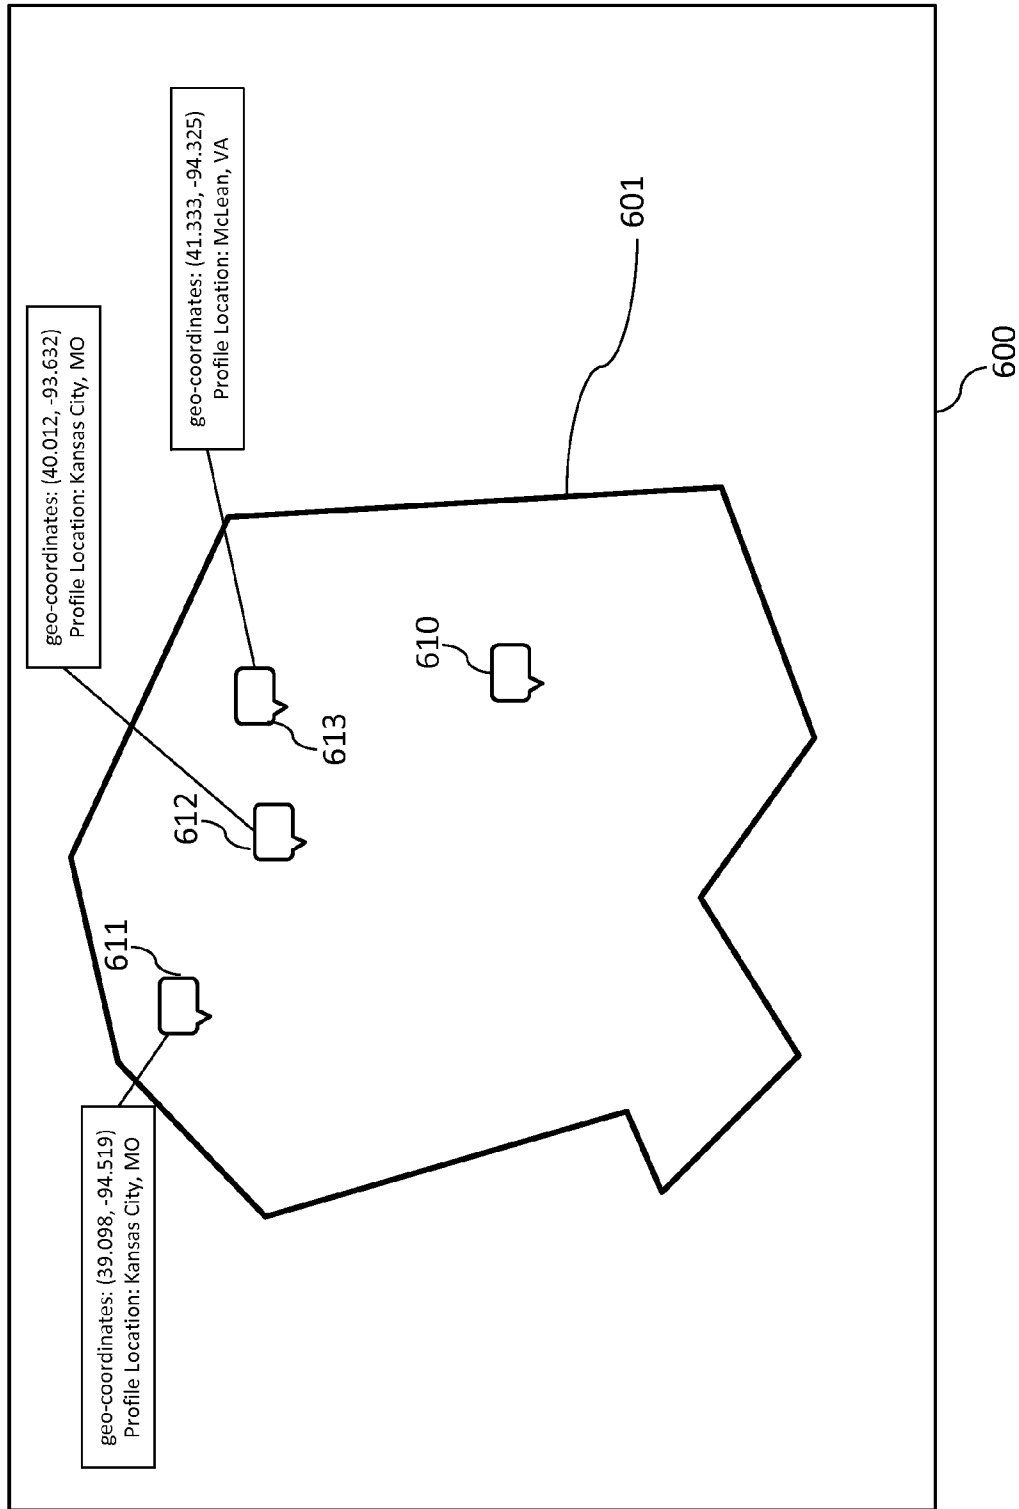 geo-coordinates: (39.098, -94.519)
Profile Location: Kansas City, MO
geo-coordinates: (40.012, -93.632)
Profile Location: Kansas City, MO
geo-coordinates: (41.333, -94.325)
Profile Location: McLean, VA
611
612
613
610
601
600